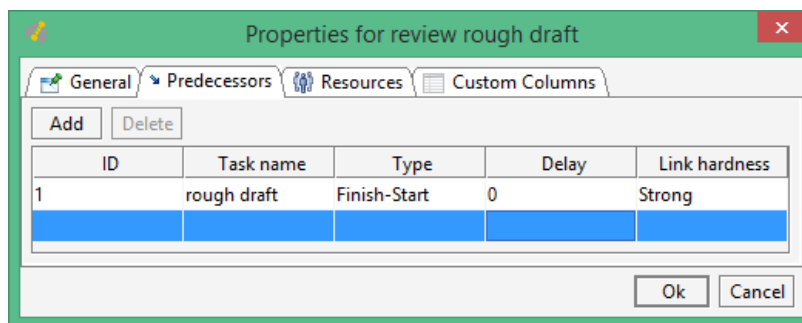 Properties for review rough draft
General Predecessors Resources Custom Columns
Add Delete
ID Task name Type Delay Link hardness
1 rough draft Finish-Start 0 Strong
Ok Cancel